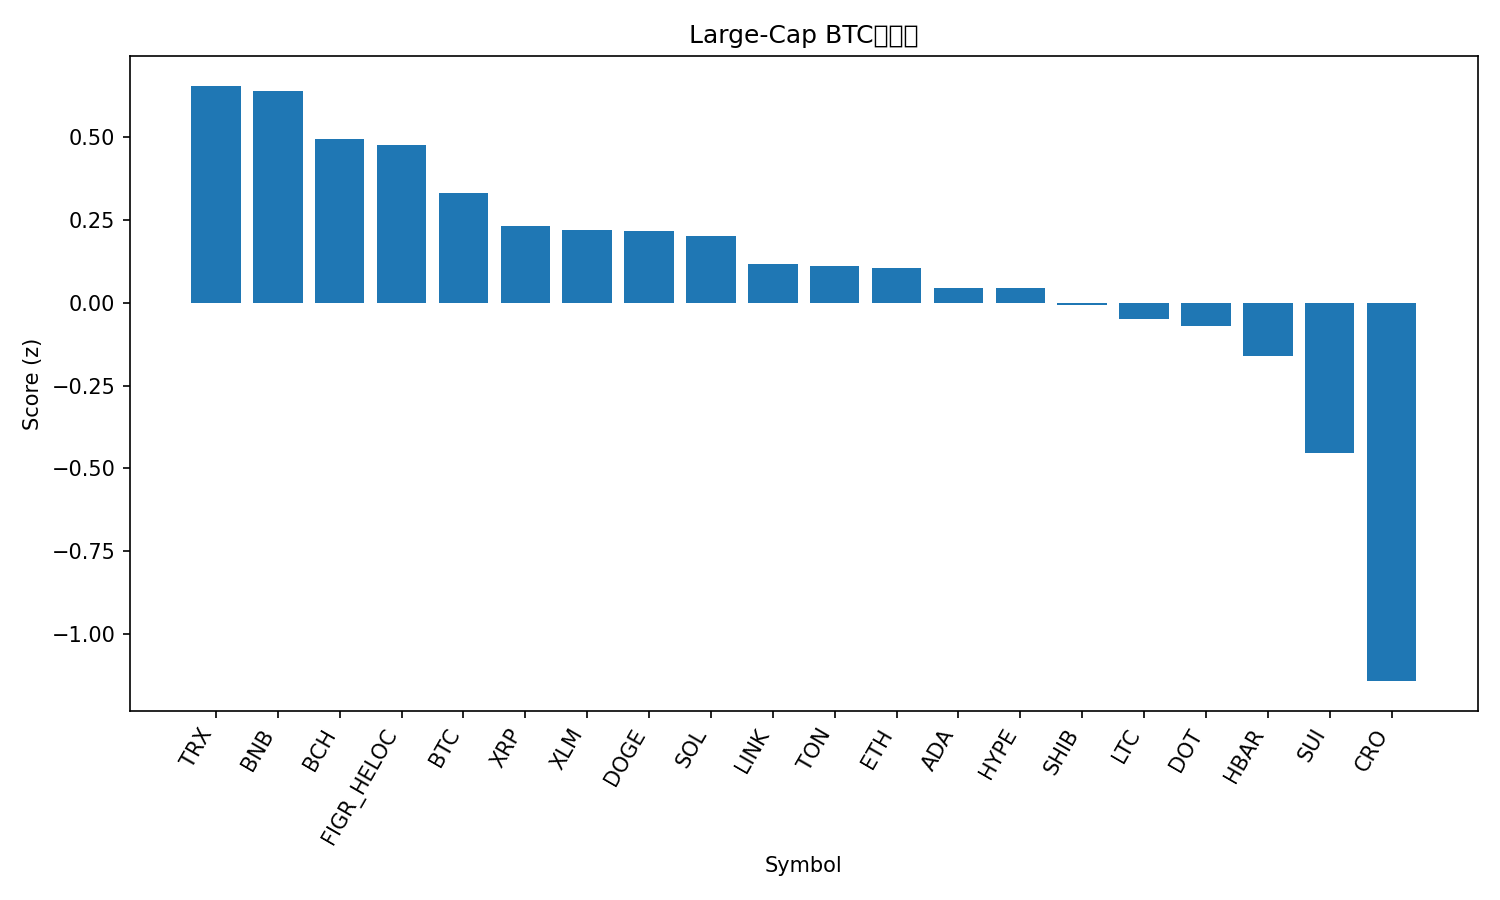 Large-Cap BTC
Score (z)
0.50
0.25
0.00
−0.25
−0.50
−0.75
−1.00
TRX
BNB
BCH
FIGR_HELOC
BTC
XRP
XLM
DOGE
SOL
LINK
TON
ETH
ADA
HYPE
SHIB
LTC
DOT
HBAR
SUI
CRO
Symbol